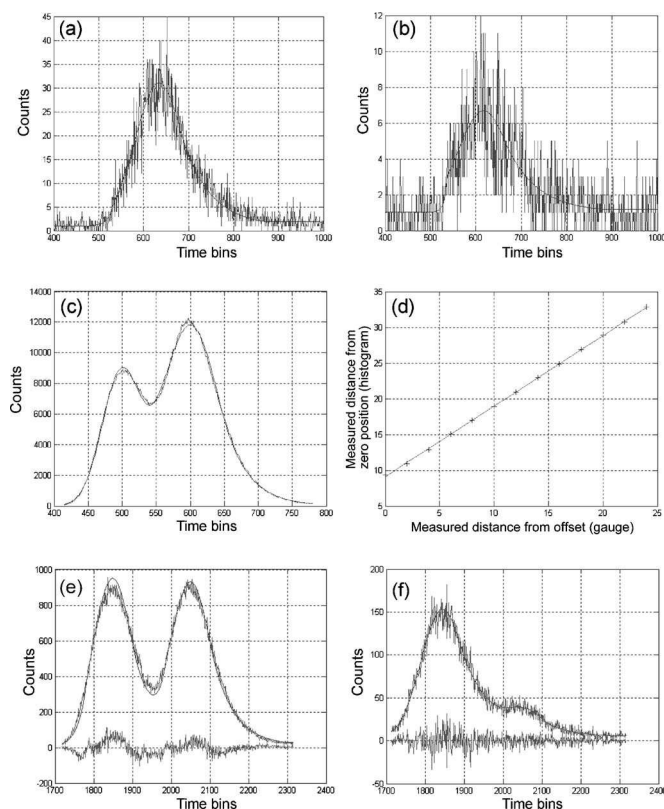 (a)
45
40
35
30
25
20
15
10
5
0
400 500 600 700 800 900 1000
Counts
Time bins
(b)
12
10
8
6
4
2
0
400 500 600 700 800 900 1000
Counts
Time bins
(c)
14000
12000
10000
8000
6000
4000
2000
0
400 450 500 550 600 650 700 750 800
Counts
Time bins
(d)
35
30
25
20
15
10
5
0 5 10 15 20 25
Measured distance from
zero position (histogram)
Measured distance from offset (gauge)
(e)
1000
800
600
400
200
0
-200
1700 1800 1900 2000 2100 2200 2300 2400
Counts
Time bins
(f)
200
150
100
50
0
-50
1700 1800 1900 2000 2100 2200 2300 2400
Counts
Time bins